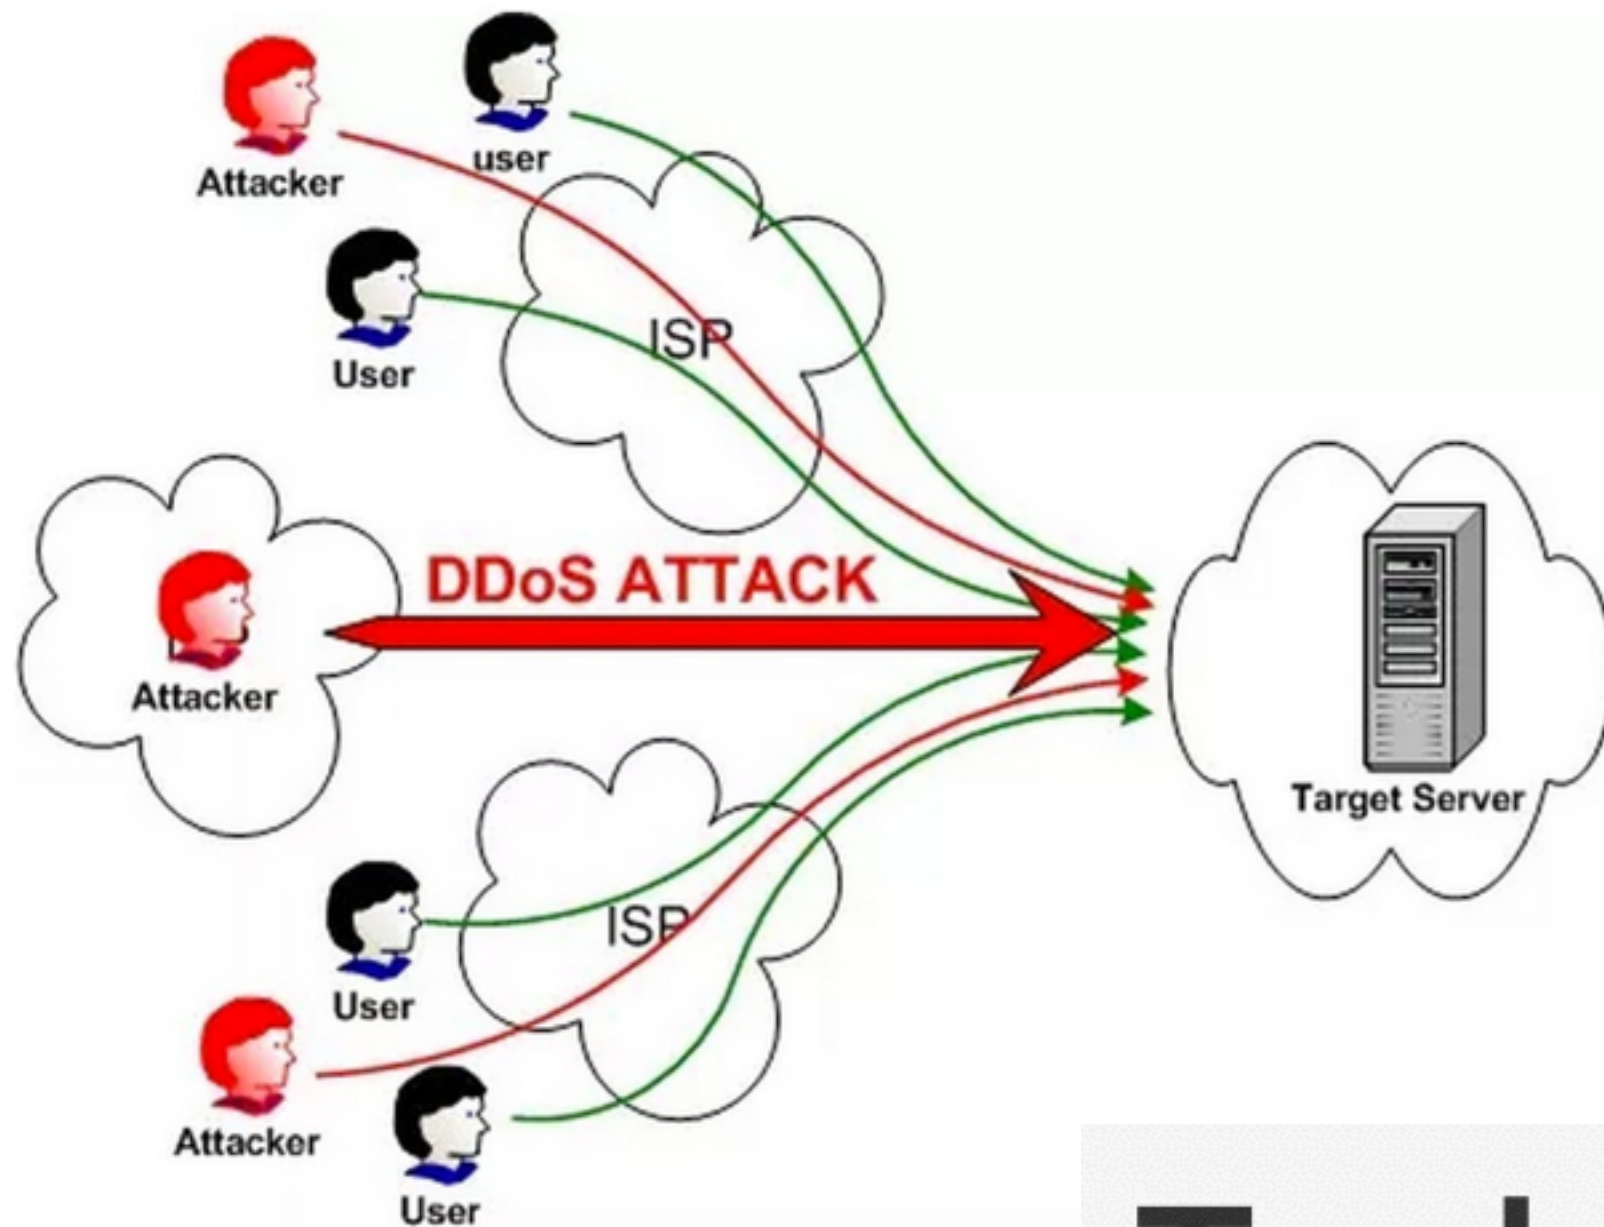 Attacker
user
User
ISP
DDoS ATTACK
Attacker
Target Server
User
ISP
Attacker
User